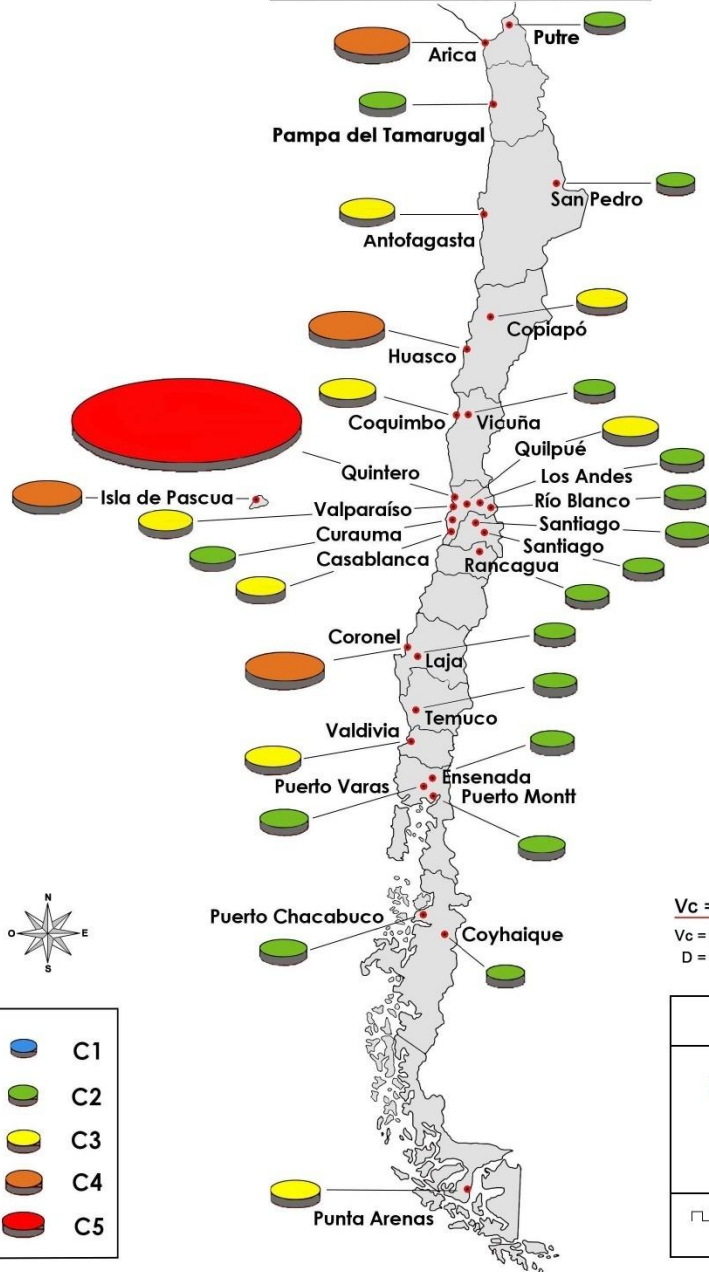 Putre
Arica
Pampa del Tamarugal
San Pedro
Antofagasta
Copiapó
Huasco
Coquimbo
Vicuña
Quilpué
Quintero
Los Andes
Isla de Pascua
Río Blanco
Valparaíso
Santiago
Curauma
Santiago
Casablanca
Rancagua
Coronel
Laja
Temuco
Valdivia
Ensenada
Puerto Varas
Puerto Montt
N
O
E
S
Puerto Chacabuco
Coyhaique
Vc =
Vc =
D =
C1
C2
C3
C4
C5
Punta Arenas